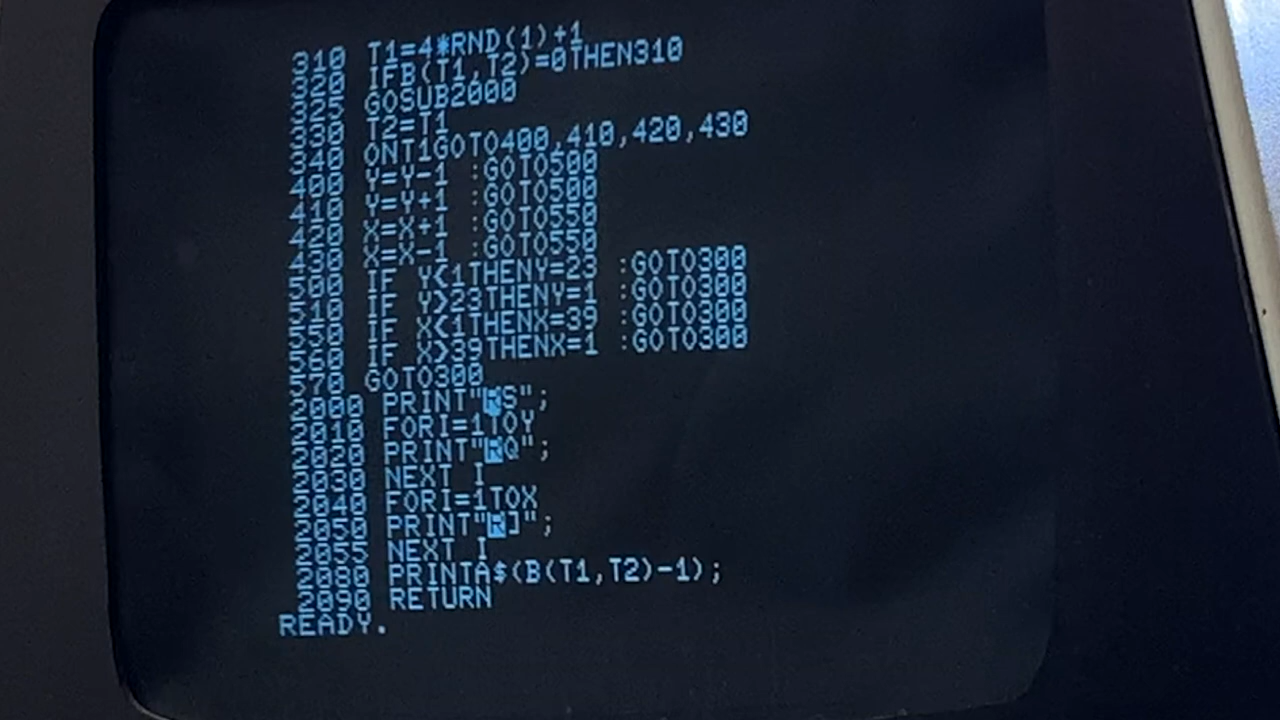 310 T1=4*RND(1)+1
320 IFB(T1,T2)=0THEN310
325 GOSUB2000
330 T2=T1
340 ONT1GOTO400,410,420,430
400 Y=Y-1 :GOTO500
410 Y=Y+1 :GOTO500
420 X=X+1 :GOTO550
430 X=X-1 :GOTO550
500 IF Y<1THENY=23 :GOTO300
510 IF Y>23THENY=1 :GOTO300
550 IF X<1THENX=39 :GOTO300
560 IF X>39THENX=1 :GOTO300
570 GOTO300
2000 PRINT"RS";
2010 FORI=1TOY
2020 PRINT"RQ";
2030 NEXT I
2040 FORI=1TOX
2050 PRINT"R]";
2055 NEXT I
2080 PRINTA$(B(T1,T2)-1);
2090 RETURN
READY.